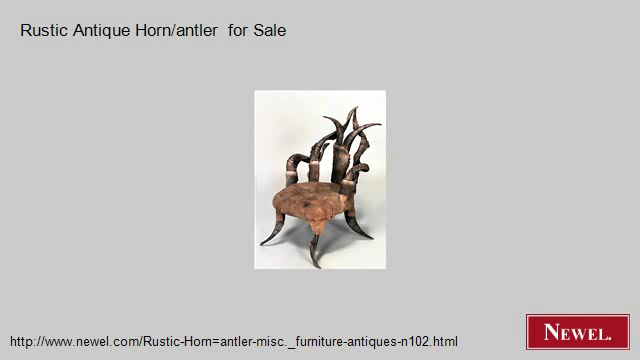 Rustic Antique Horn/antler  for Sale
NEWEL.
http://www.newel.com/Rustic-Horn=antler-misc._furniture-antiques-n102.html